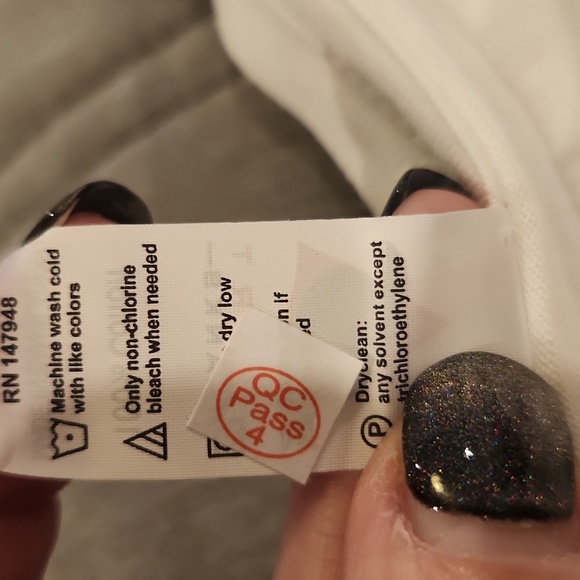 RN 147948
Machine wash cold
with like colors
Only non-chlorine
bleach when needed
dry low
n if
d
Dryclean:
any solvent except
trichloroethylene
P
QC
Pass
4